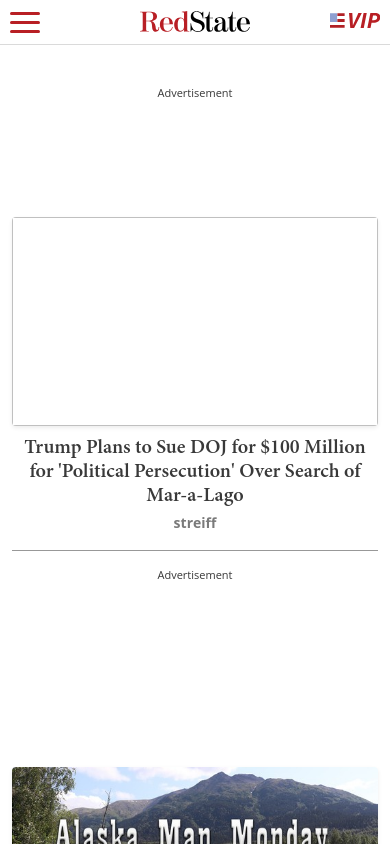 RedState
VIP
Advertisement
Trump Plans to Sue DOJ for $100 Million
for 'Political Persecution' Over Search of
Mar-a-Lago
streiff
Advertisement
Alaska Man Monday